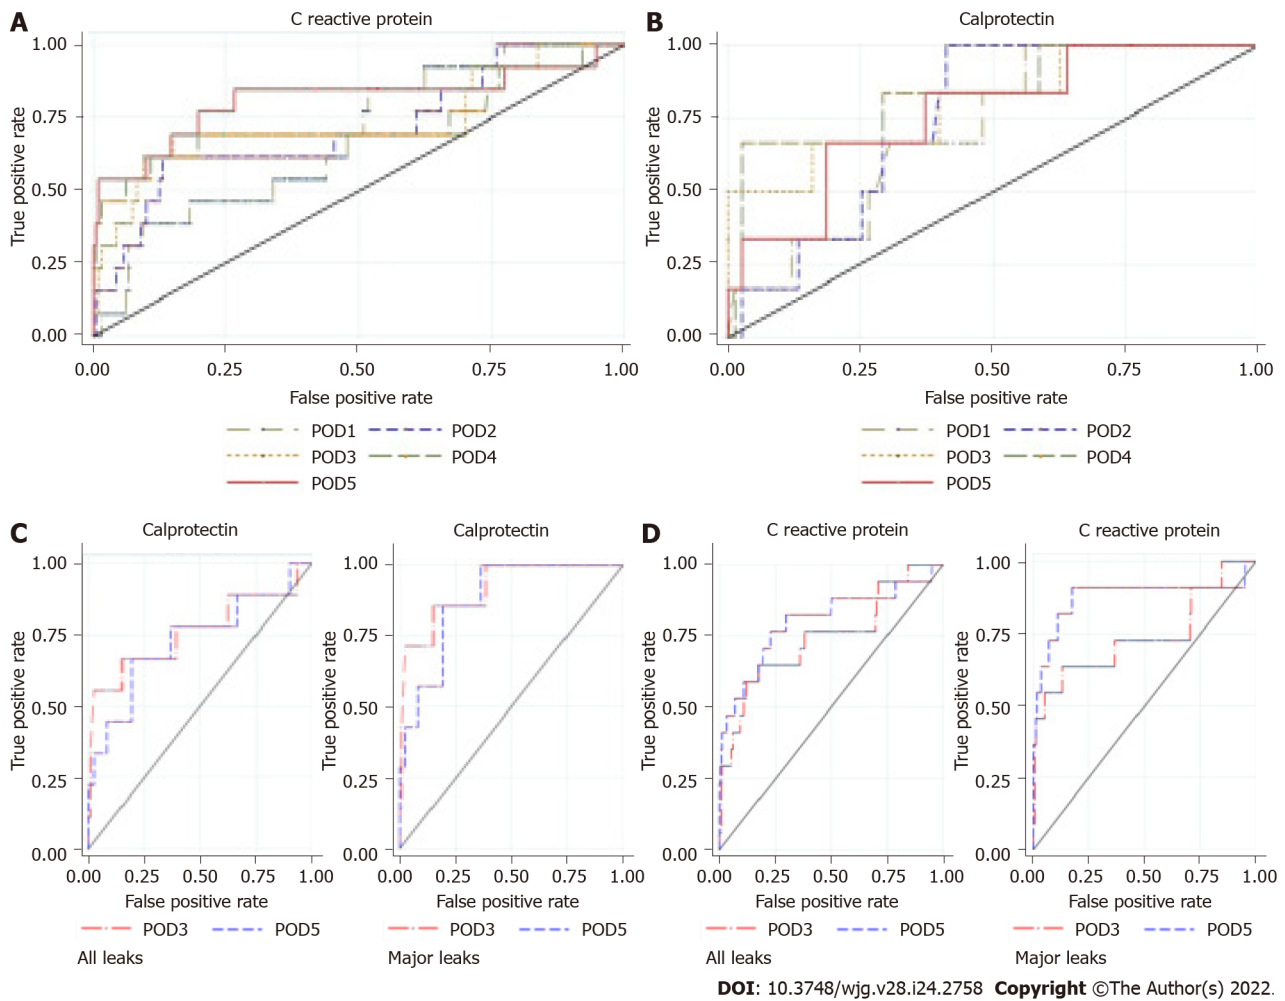 A
C reactive protein
1.00
0.75
0.50
0.25
0.00
True positive rate
0.00 0.25 0.50 0.75 1.00
False positive rate
POD1 POD2
POD3 POD4
POD5
B
Calprotectin
1.00
0.75
0.50
0.25
0.00
True positive rate
0.00 0.25 0.50 0.75 1.00
False positive rate
POD1 POD2
POD3 POD4
POD5
C
Calprotectin
1.00
0.75
0.50
0.25
0.00
True positive rate
0.00 0.25 0.50 0.75 1.00
False positive rate
POD3 POD5
All leaks
Calprotectin
1.00
0.75
0.50
0.25
0.00
True positive rate
0.00 0.25 0.50 0.75 1.00
False positive rate
POD3 POD5
Major leaks
D
C reactive protein
1.00
0.75
0.50
0.25
0.00
True positive rate
0.00 0.25 0.50 0.75 1.00
False positive rate
POD3 POD5
All leaks
C reactive protein
1.00
0.75
0.50
0.25
0.00
True positive rate
0.00 0.25 0.50 0.75 1.00
False positive rate
POD3 POD5
Major leaks
DOI: 10.3748/wjg.v28.i24.2758 Copyright ©The Author(s) 2022.